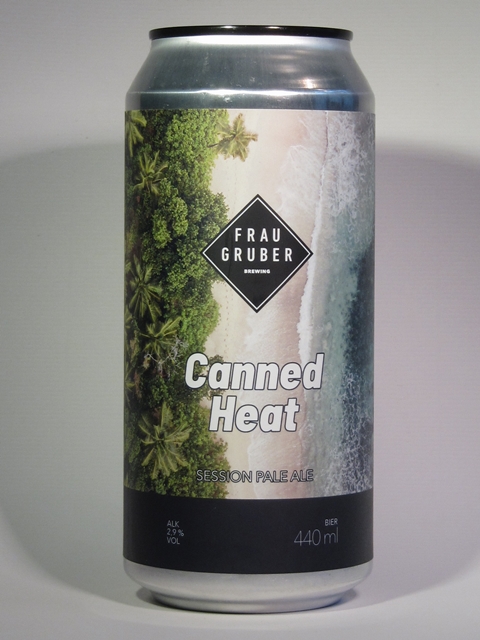 FRAU
GRUBER
BREWING
Canned
Heat
SESSION PALE ALE
ALK
2,9 %
VOL
BIER
440 ml